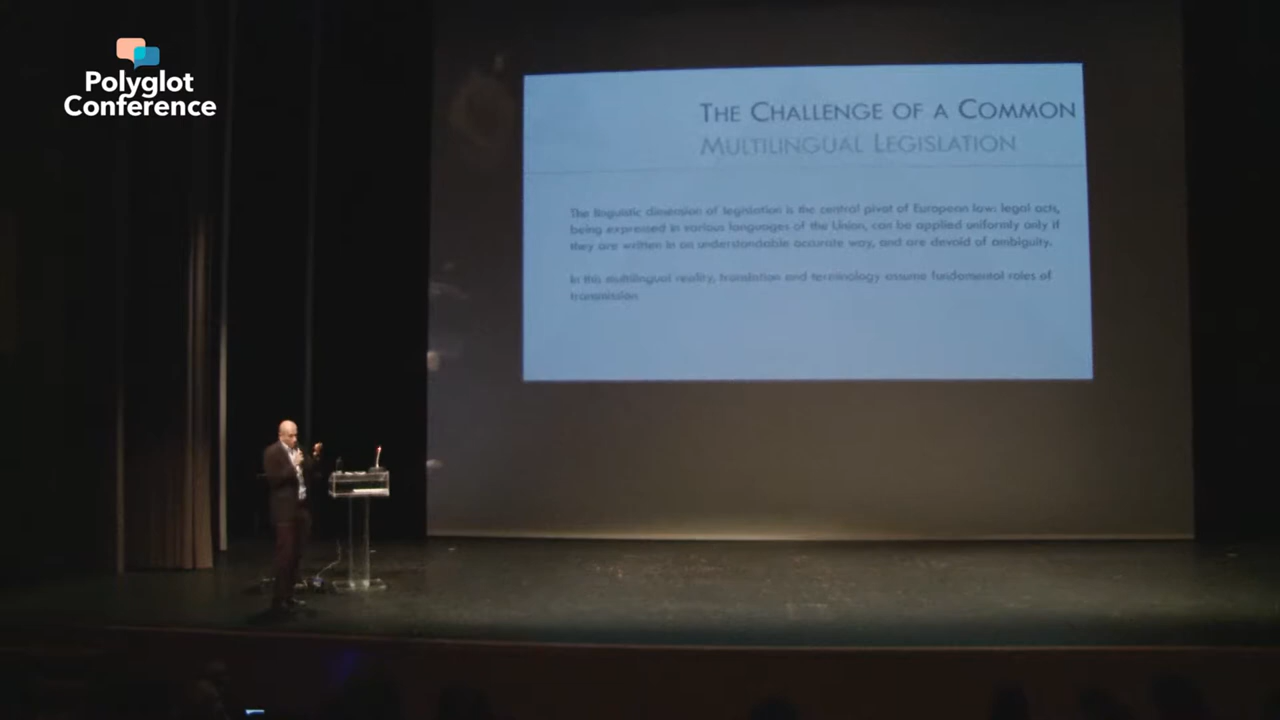 Polyglot
Conference
THE CHALLENGE OF A COMMON
MULTILINGUAL LEGISLATION
The linguistic dimension of legislation is the central pivot of European law: legal acts,
being expressed in various languages of the Union, can be applied uniformly only if
they are written in an understandable accurate way, and are devoid of ambiguity.
In this multilingual reality, translation and terminology assume fundamental roles of
transmission